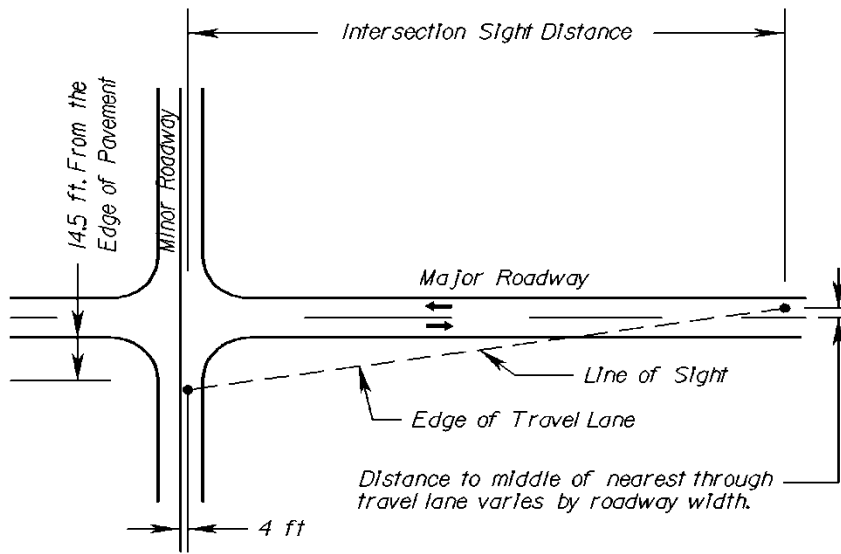 Intersection Sight Distance
14.5 ft. From the
Edge of Pavement
Minor Roadway
Major Roadway
Line of Sight
Edge of Travel Lane
Distance to middle of nearest through
travel lane varies by roadway width.
4 ft